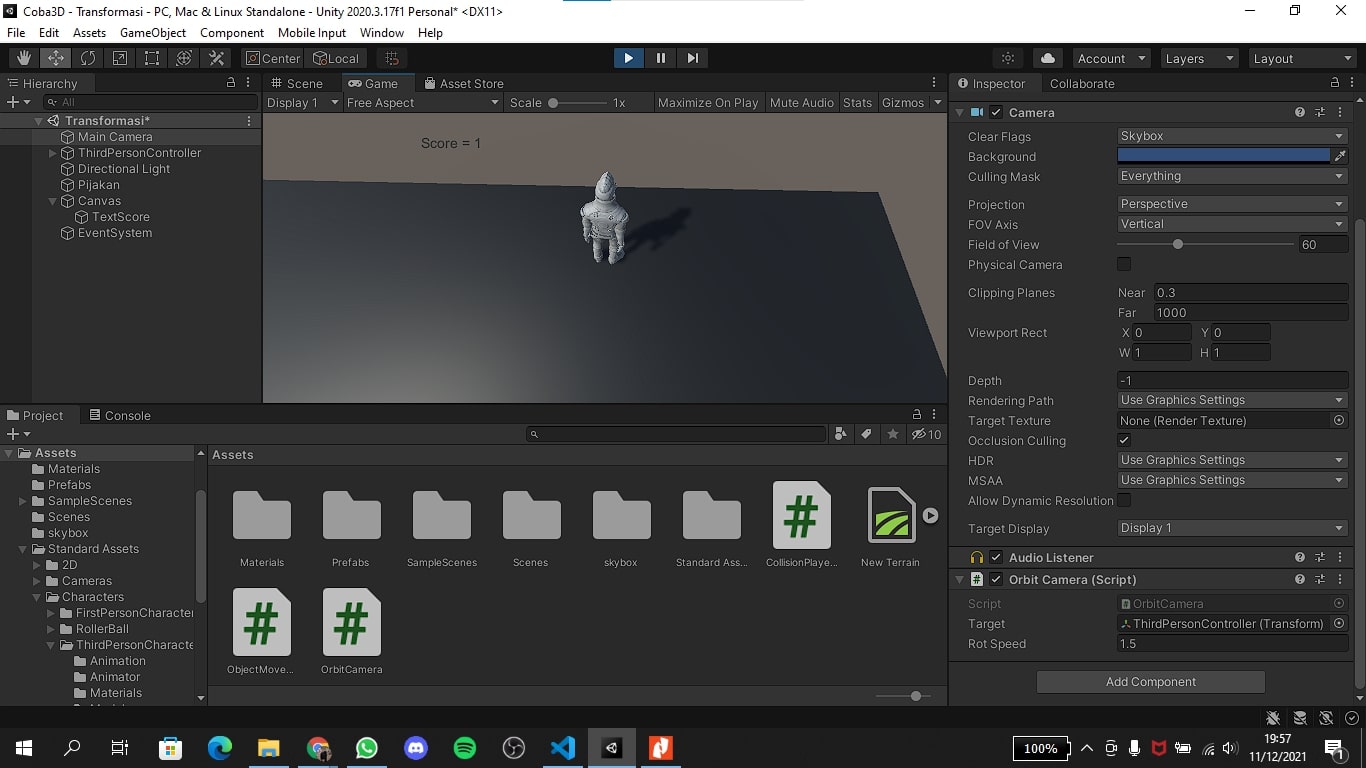 Coba3D - Transformasi - PC, Mac & Linux Standalone - Unity 2020.3.17f1 Personal* <DX11>
File Edit Assets GameObject Component Mobile Input Window Help
Center Local Account Layers Layout
Hierarchy
All
Transformasi*
Main Camera
ThirdPersonController
Directional Light
Pijakan
Canvas
TextScore
EventSystem
Scene Game Asset Store
Display 1 Free Aspect Scale 1x Maximize On Play Mute Audio Stats Gizmos
Score = 1
Inspector Collaborate
Camera
Clear Flags Skybox
Background
Culling Mask Everything
Projection Perspective
FOV Axis Vertical
Field of View 60
Physical Camera
Clipping Planes Near 0.3
Far 1000
Viewport Rect X 0 Y 0
W 1 H 1
Depth -1
Rendering Path Use Graphics Settings
Target Texture None (Render Texture)
Occlusion Culling
HDR Use Graphics Settings
MSAA Use Graphics Settings
Allow Dynamic Resolution
Target Display Display 1
Audio Listener
Orbit Camera (Script)
Script OrbitCamera
Target ThirdPersonController (Transform)
Rot Speed 1.5
Add Component
Project Console
10
Assets
Materials
Prefabs
SampleScenes
Scenes
skybox
Standard Assets
2D
Cameras
Characters
FirstPersonCharacter
RollerBall
ThirdPersonCharacte
Animation
Animator
Materials
Assets
Materials Prefabs SampleScenes Scenes skybox Standard Ass... CollisionPlaye... New Terrain
ObjectMove... OrbitCamera
100%
19:57
11/12/2021
1